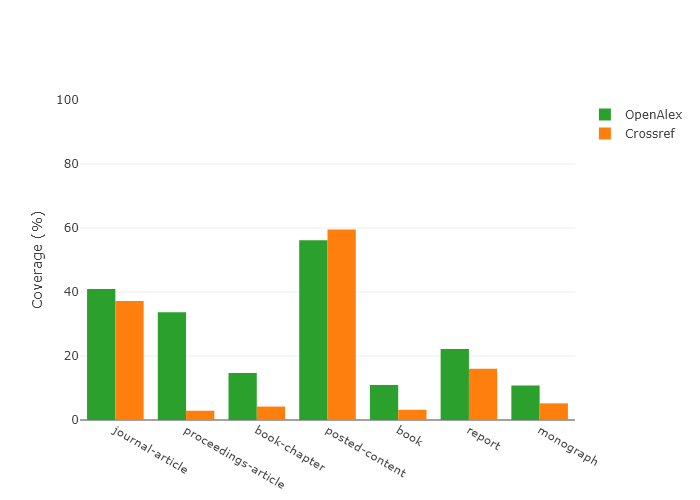 100
80
60
40
20
0
Coverage (%)
journal-article
proceedings-article
book-chapter
posted-content
book
report
monograph
OpenAlex
Crossref